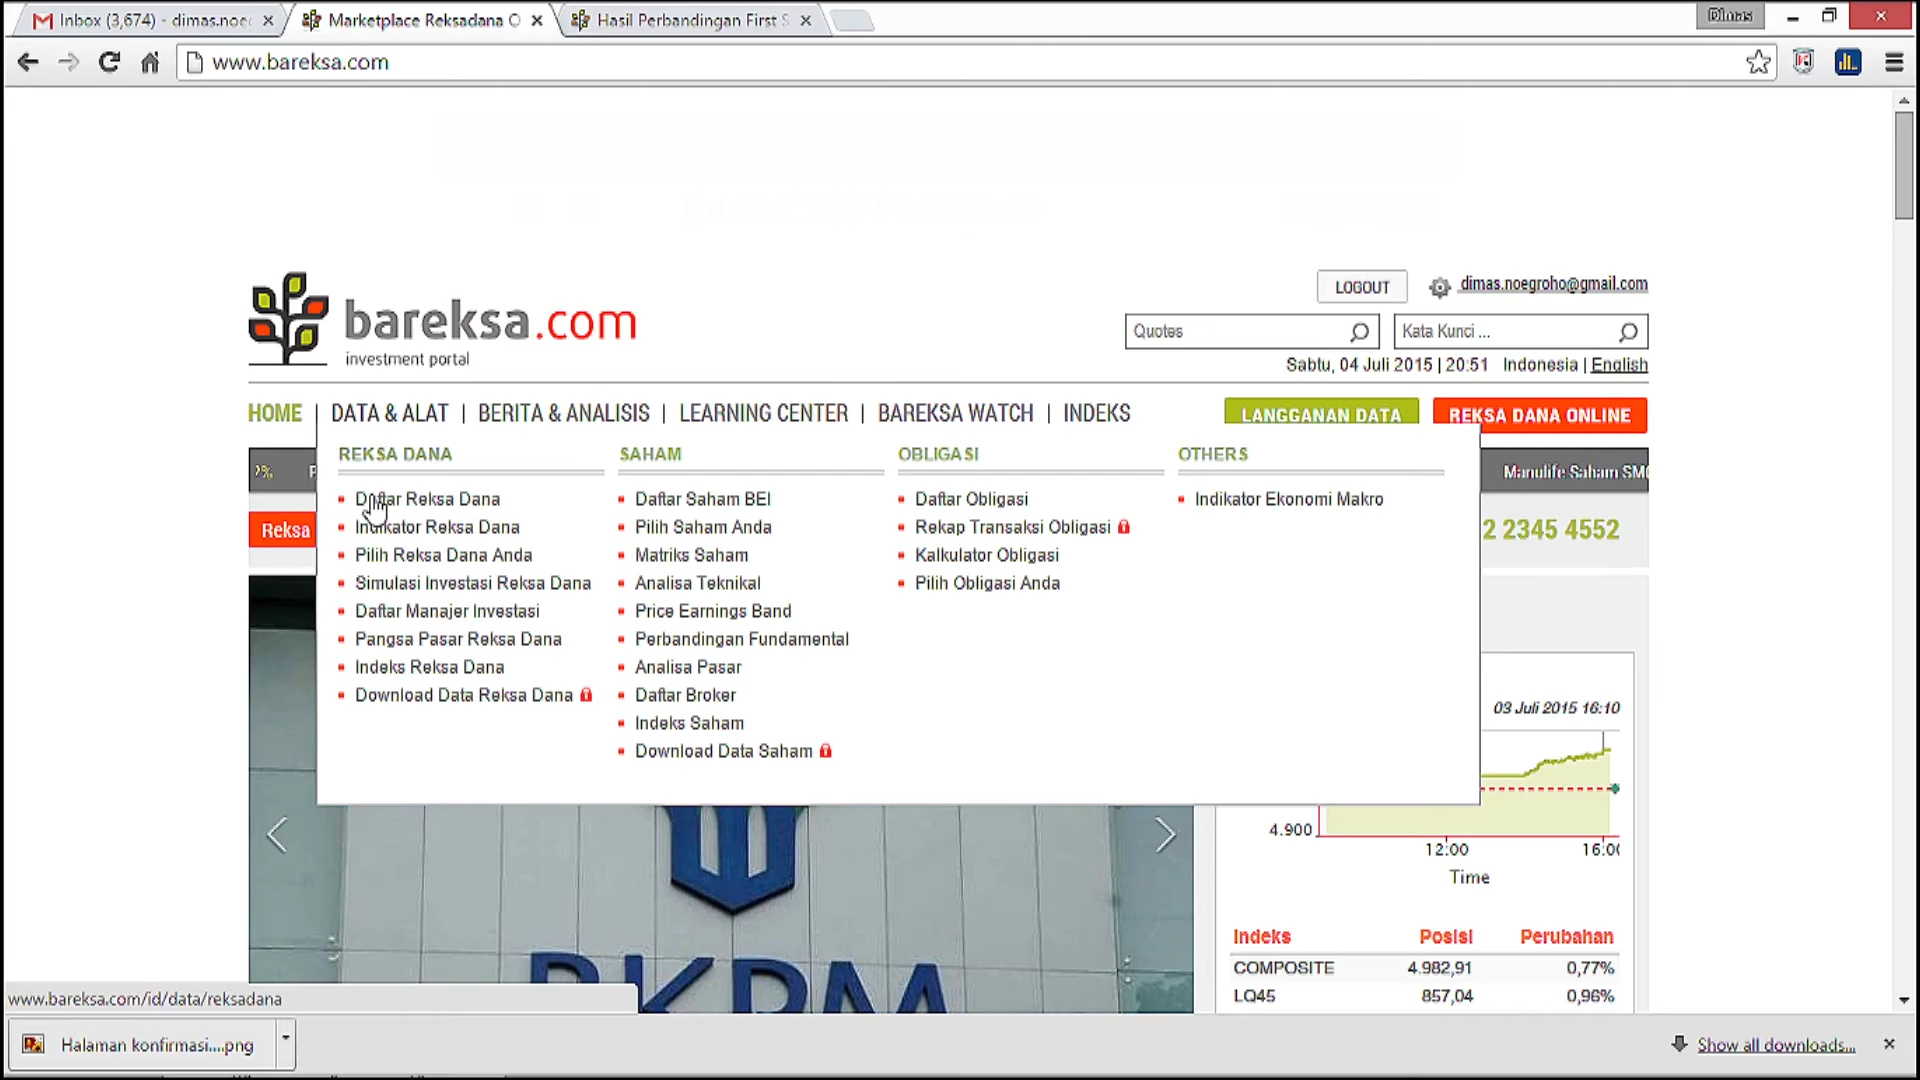 Inbox (3,674) - dimas.noe
Marketplace Reksadana O
Hasil Perbandingan First S
Dimas
www.bareksa.com
LOGOUT
dimas.noegroho@gmail.com
bareksa.com
investment portal
Quotes
Kata Kunci ...
Sabtu, 04 Juli 2015 | 20:51 Indonesia | English
HOME | DATA & ALAT | BERITA & ANALISIS | LEARNING CENTER | BAREKSA WATCH | INDEKS
LANGGANAN DATA
REKSA DANA ONLINE
?%
P
Manulife Saham SMC
Reksa
2 2345 4552
REKSA DANA
Daftar Reksa Dana
Indikator Reksa Dana
Pilih Reksa Dana Anda
Simulasi Investasi Reksa Dana
Daftar Manajer Investasi
Pangsa Pasar Reksa Dana
Indeks Reksa Dana
Download Data Reksa Dana
SAHAM
Daftar Saham BEI
Pilih Saham Anda
Matriks Saham
Analisa Teknikal
Price Earnings Band
Perbandingan Fundamental
Analisa Pasar
Daftar Broker
Indeks Saham
Download Data Saham
OBLIGASI
Daftar Obligasi
Rekap Transaksi Obligasi
Kalkulator Obligasi
Pilih Obligasi Anda
OTHERS
Indikator Ekonomi Makro
03 Juli 2015 16:10
4.900
12:00
16:00
Time
Indeks Posisi Perubahan
COMPOSITE 4.982,91 0,77%
LQ45 857,04 0,96%
BKPM
www.bareksa.com/id/data/reksadana
Halaman konfirmasi....png
Show all downloads...